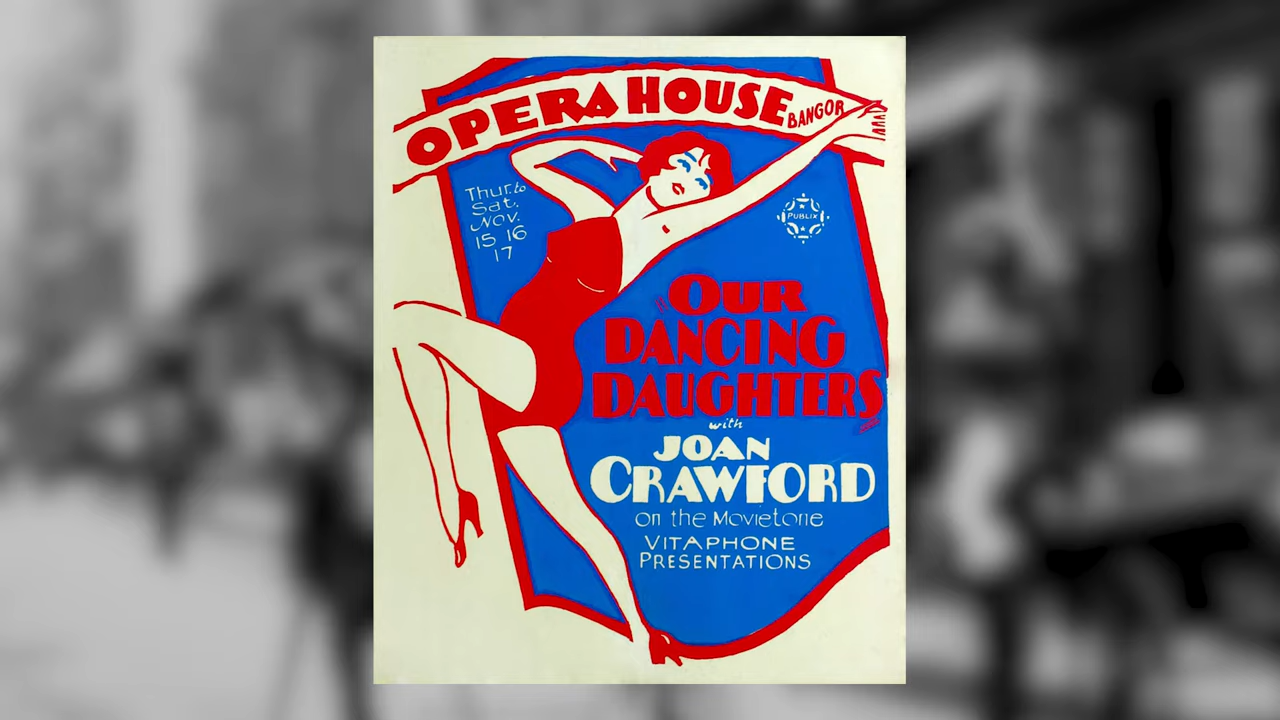 OPERA HOUSE BANGOR
Thur. to
Sat.
Nov.
15 16
17
PUBLIX
"OUR
DANCING
DAUGHTERS"
with
JOAN
CRAWFORD
on the Movietone
VITAPHONE
PRESENTATIONS